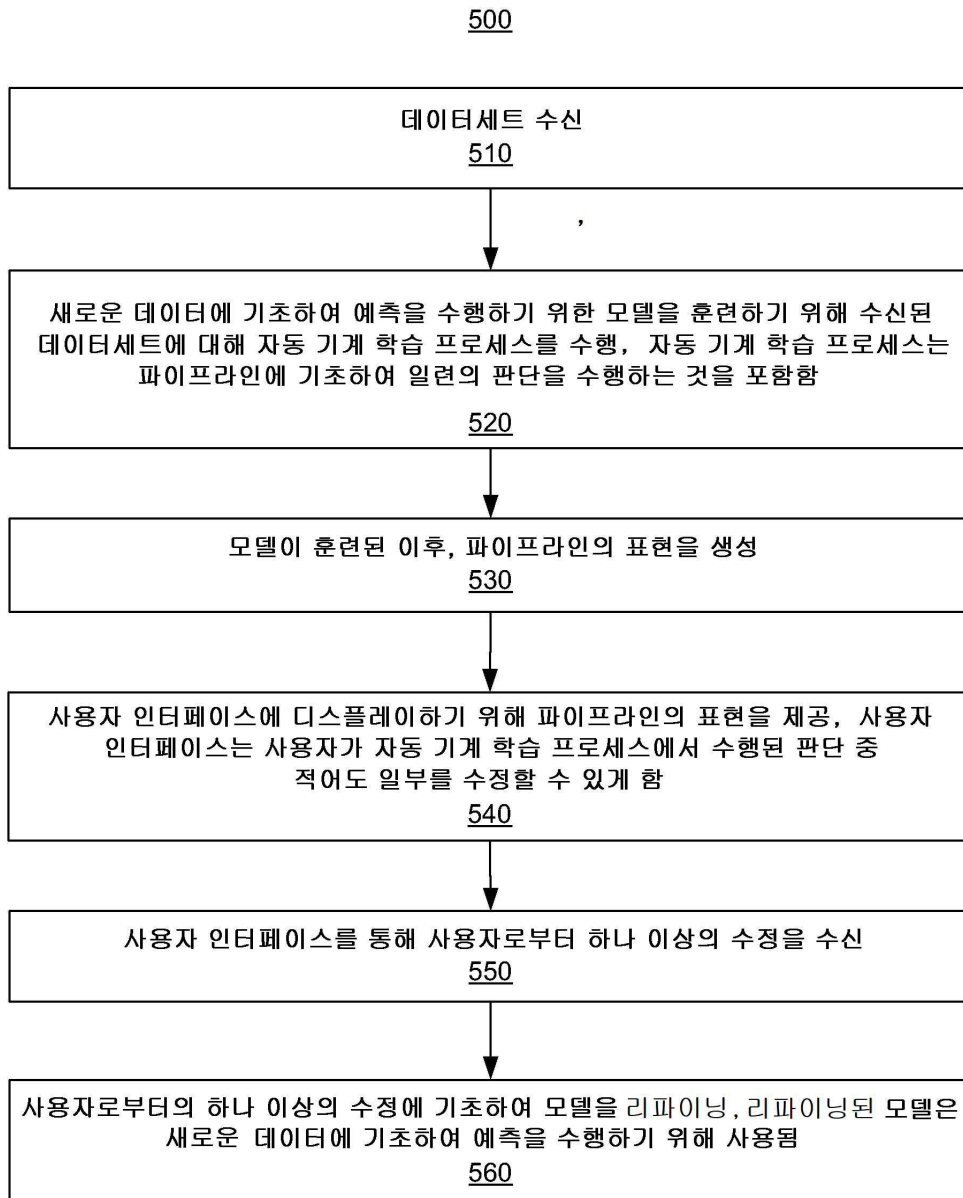 500
데이터세트 수신
510
,
새로운 데이터에 기초하여 예측을 수행하기 위한 모델을 훈련하기 위해 수신된
데이터세트에 대해 자동 기계 학습 프로세스를 수행, 자동 기계 학습 프로세스는
파이프라인에 기초하여 일련의 판단을 수행하는 것을 포함함
520
모델이 훈련된 이후, 파이프라인의 표현을 생성
530
사용자 인터페이스에 디스플레이하기 위해 파이프라인의 표현을 제공, 사용자
인터페이스는 사용자가 자동 기계 학습 프로세스에서 수행된 판단 중
적어도 일부를 수정할 수 있게 함
540
사용자 인터페이스를 통해 사용자로부터 하나 이상의 수정을 수신
550
사용자로부터의 하나 이상의 수정에 기초하여 모델을 리파이닝, 리파이닝된 모델은
새로운 데이터에 기초하여 예측을 수행하기 위해 사용됨
560